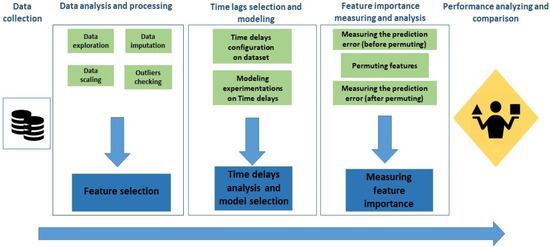 Data
collection
Data analysis and processing
Data
exploration
Data
imputation
Data
scaling
Outliers
checking
Feature selection
Time lags selection and
modeling
Time delays
configuration
on dataset
Modeling
experimentations
on Time delays
Time delays
analysis and
model selection
Feature importance
measuring and analysis
Measuring the prediction
error (before permuting)
Permuting features
Measuring the prediction
error (after permuting)
Measuring
feature
importance
Performance analyzing and
comparison